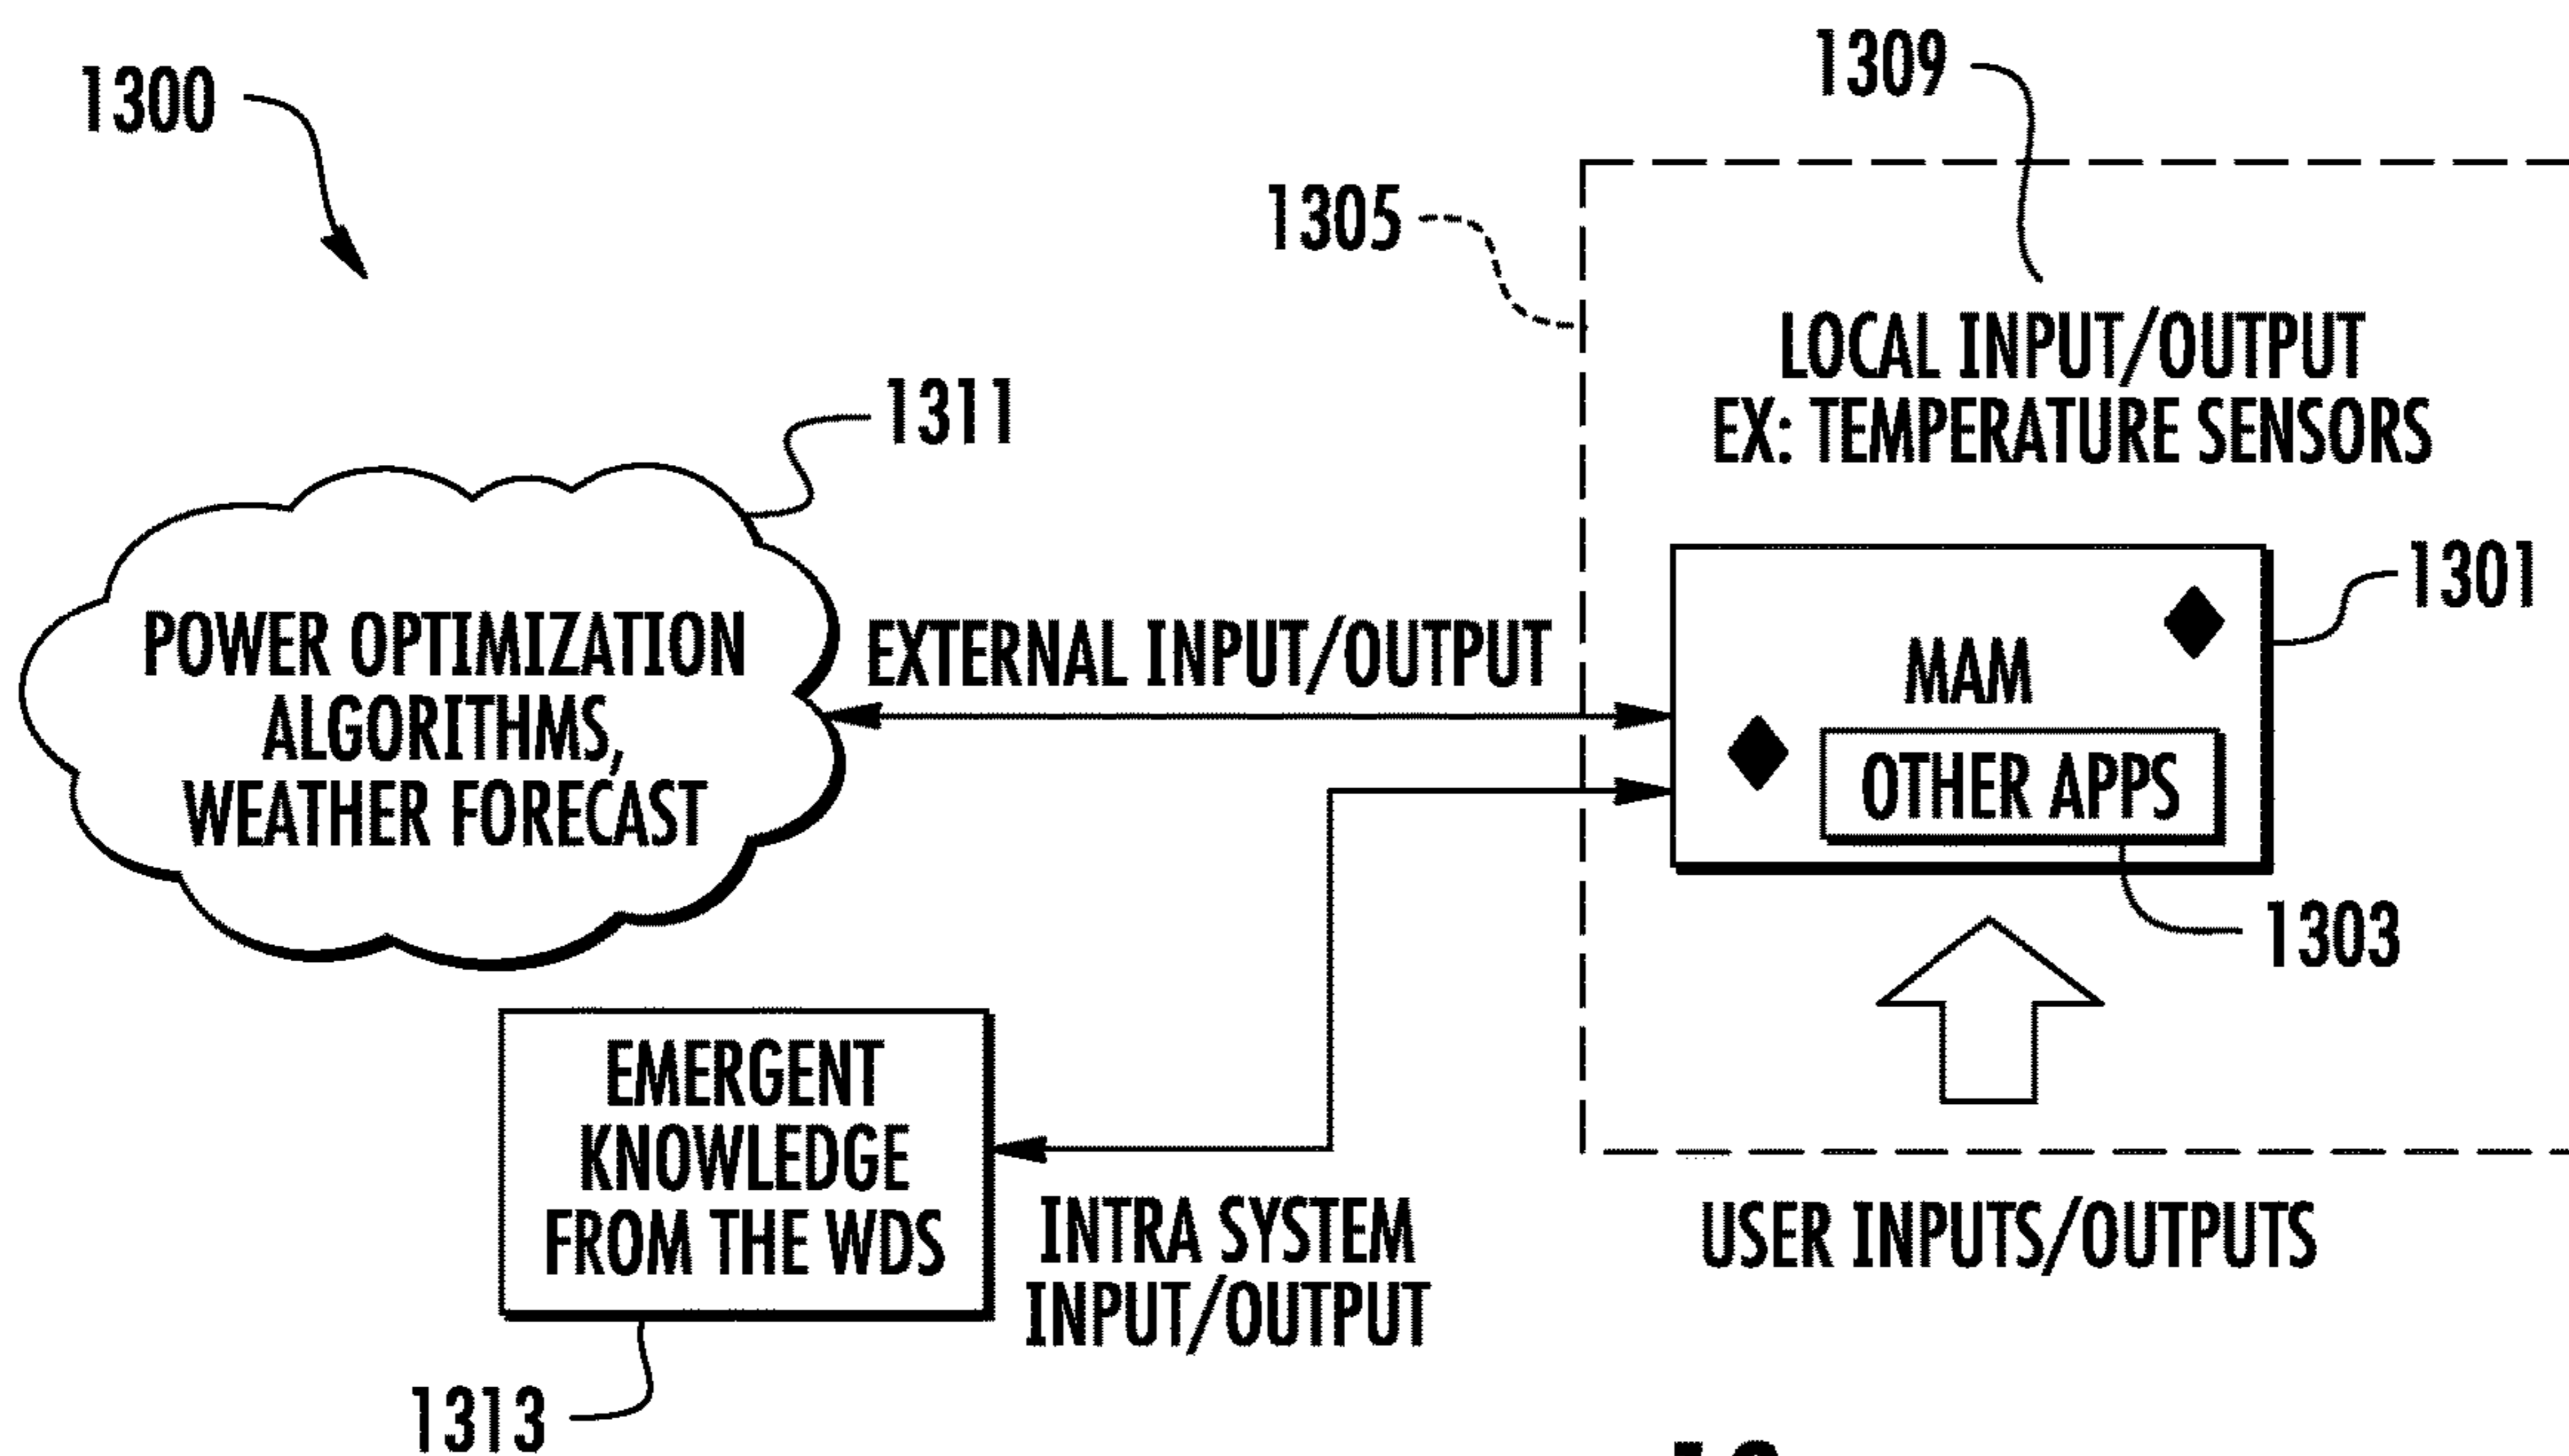 1300
1309
1305
LOCAL INPUT/OUTPUT
EX: TEMPERATURE SENSORS
1311
1301
POWER OPTIMIZATION
ALGORITHMS,
WEATHER FORECAST
EXTERNAL INPUT/OUTPUT
MAM
OTHER APPS
1303
EMERGENT
KNOWLEDGE
FROM THE WDS
INTRA SYSTEM
INPUT/OUTPUT
USER INPUTS/OUTPUTS
1313